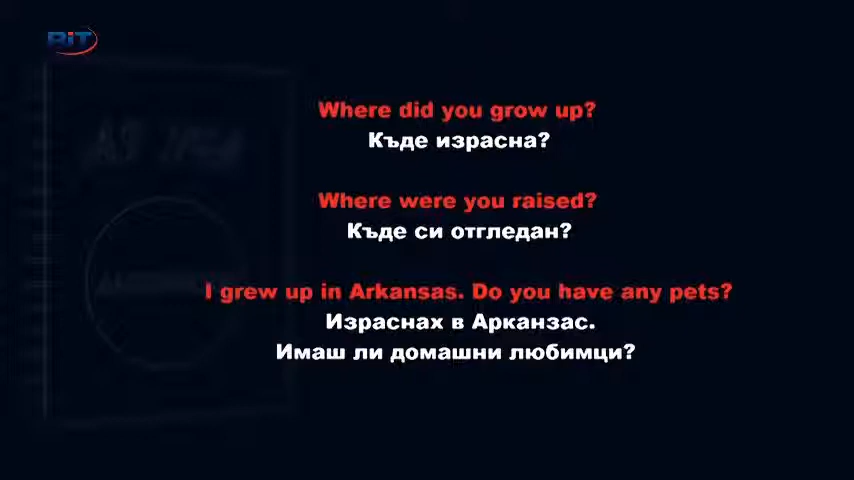 BiT
Where did you grow up?
Къде израсна?
Where were you raised?
Къде си отгледан?
I grew up in Arkansas. Do you have any pets?
Израснах в Арканзас.
Имаш ли домашни любимци?